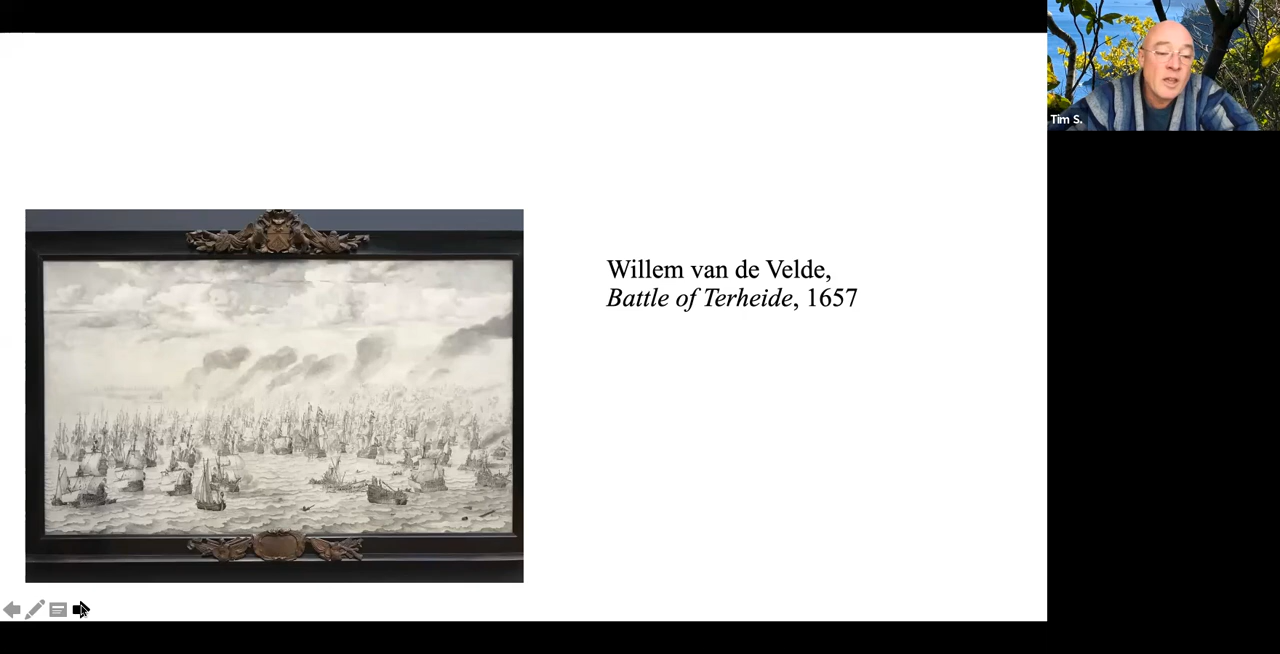 Tim S.
Willem van de Velde,
Battle of Terheide, 1657